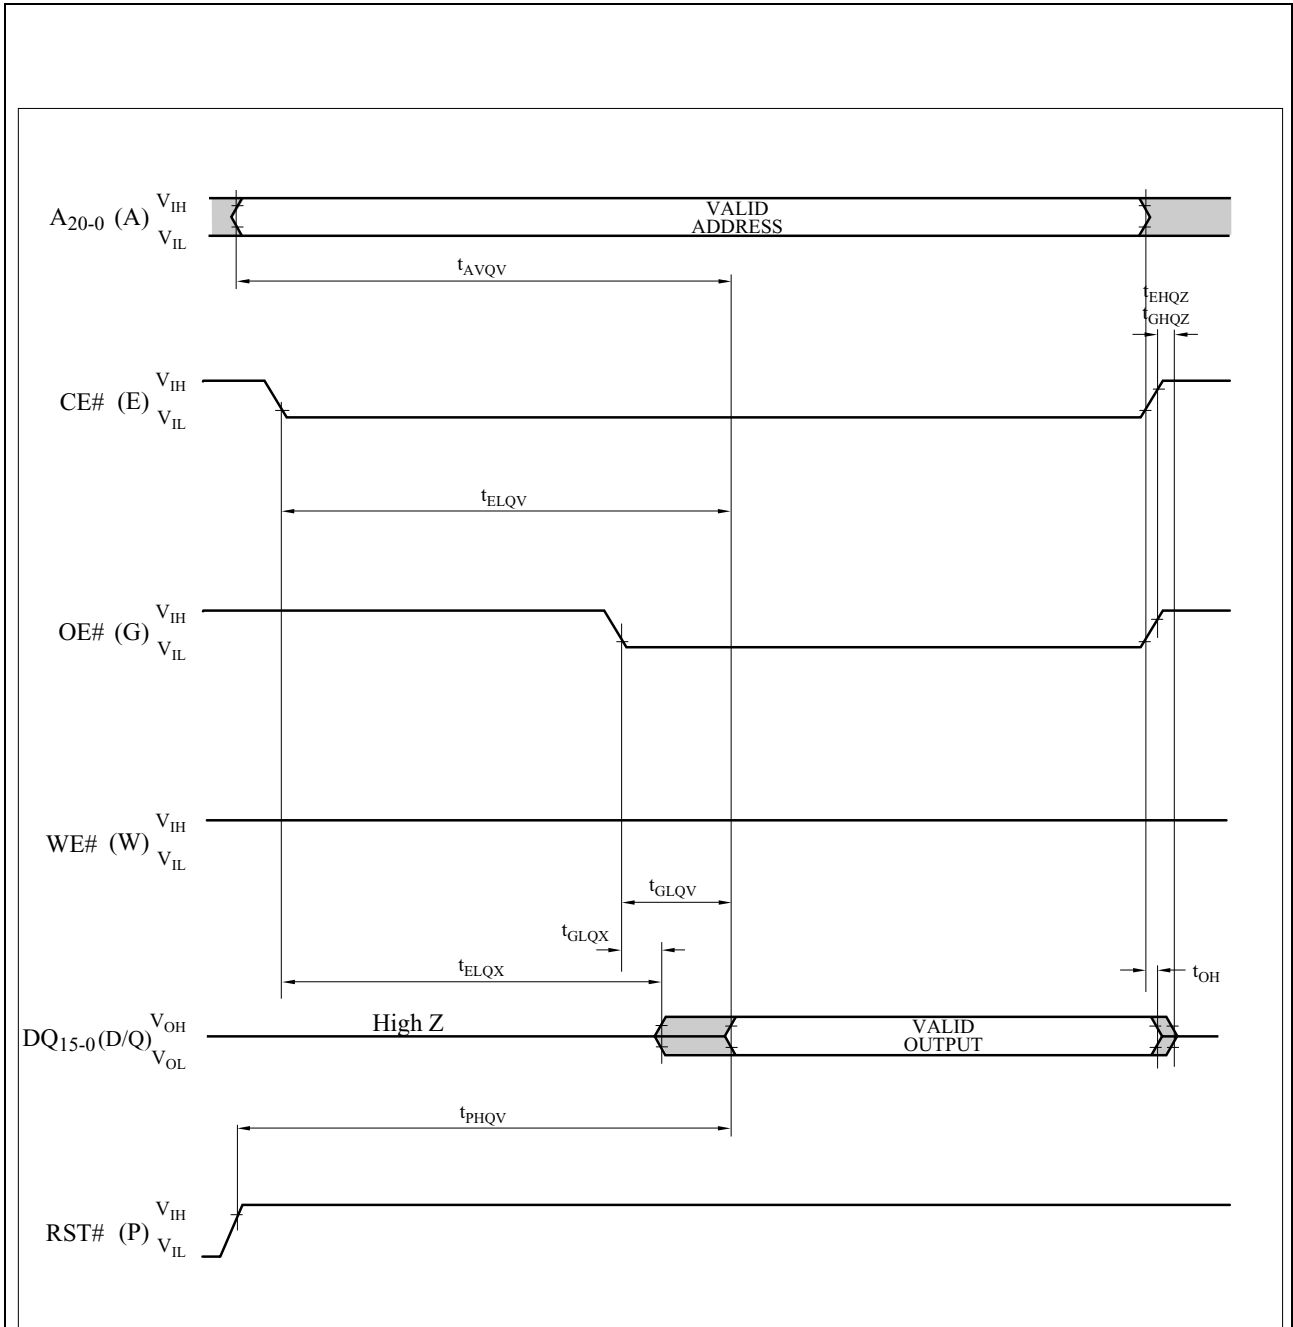 A20-0 (A) VIH
VIL
VALID
ADDRESS
tAVQV
tEHQZ
tGHQZ
CE# (E) VIH
VIL
tELQV
OE# (G) VIH
VIL
WE# (W) VIH
VIL
tGLQV
tGLQX
tELQX
tOH
DQ15-0 (D/Q) VOH
VOL
High Z
VALID
OUTPUT
tPHQV
RST# (P) VIH
VIL